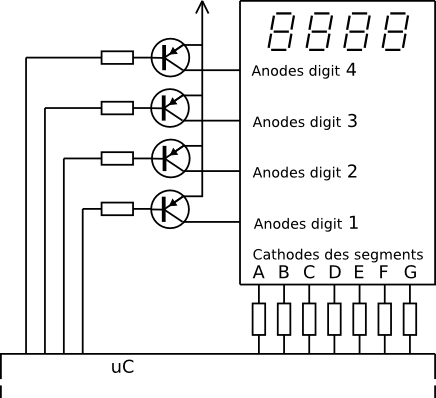 8888
Anodes digit 4
Anodes digit 3
Anodes digit 2
Anodes digit 1
Cathodes des segments
A B C D E F G
uC